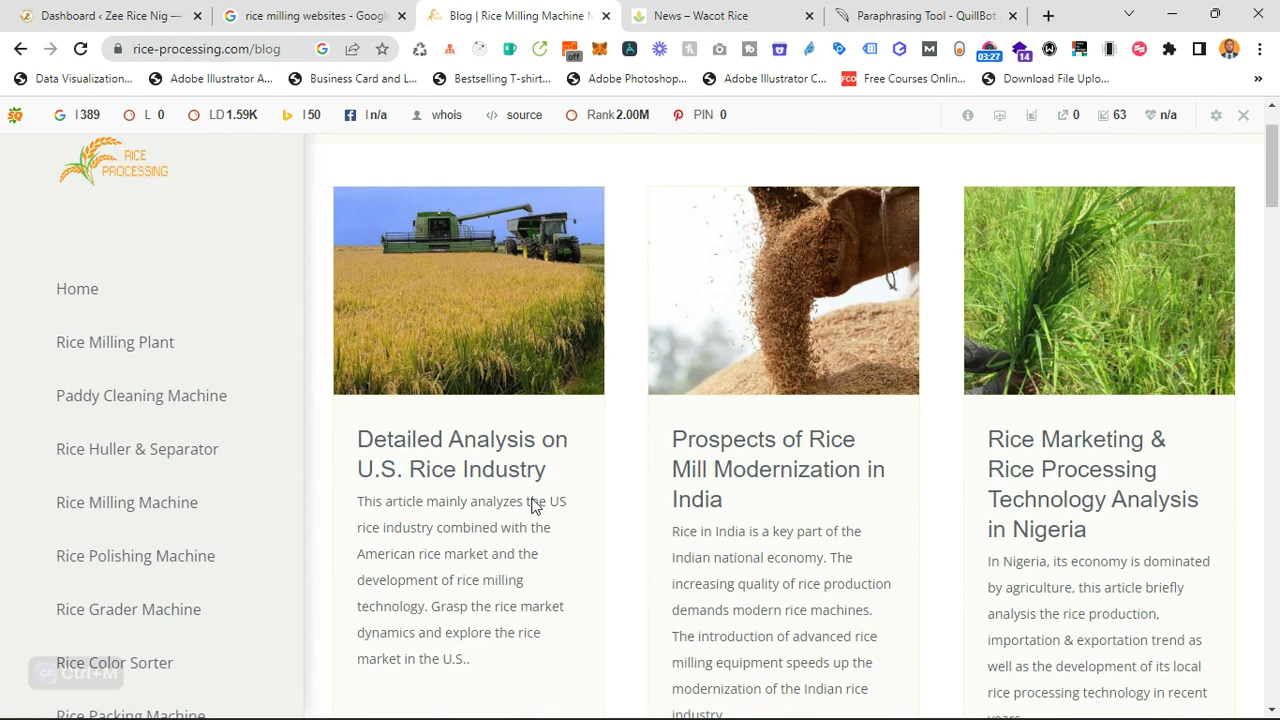 Dashboard ‹ Zee Rice Nig —
rice milling websites - Google
Blog | Rice Milling Machine M
News – Wacot Rice
Paraphrasing Tool - QuillBot
rice-processing.com/blog
off
03:27
14
Data Visualization...
Adobe Illustrator A...
Business Card and L...
Bestselling T-shirt...
Adobe Photoshop...
Adobe Illustrator C...
FCO
Free Courses Onlin...
Download File Uplo...
SQ
I 389
L 0
LD 1.59K
I 50
I n/a
whois
source
Rank 2.00M
PIN 0
0
63
n/a
RICE
PROCESSING
Home
Rice Milling Plant
Paddy Cleaning Machine
Rice Huller & Separator
Rice Milling Machine
Rice Polishing Machine
Rice Grader Machine
Rice Color Sorter
Ctrl+M
Rice Packing Machine
Detailed Analysis on
U.S. Rice Industry
This article mainly analyzes the US
rice industry combined with the
American rice market and the
development of rice milling
technology. Grasp the rice market
dynamics and explore the rice
market in the U.S..
Prospects of Rice
Mill Modernization in
India
Rice in India is a key part of the
Indian national economy. The
increasing quality of rice production
demands modern rice machines.
The introduction of advanced rice
milling equipment speeds up the
modernization of the Indian rice
industry.
Rice Marketing &
Rice Processing
Technology Analysis
in Nigeria
In Nigeria, its economy is dominated
by agriculture, this article briefly
analysis the rice production,
importation & exportation trend as
well as the development of its local
rice processing technology in recent
years.